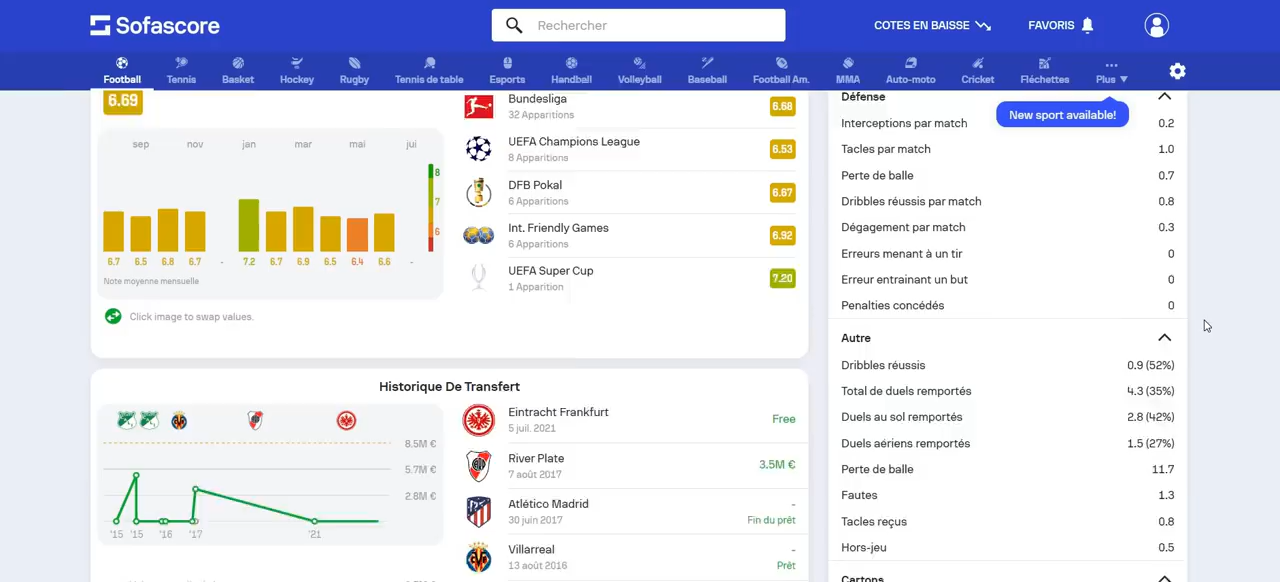 Sofascore
Rechercher
COTES EN BAISSE
FAVORIS
Football
Tennis
Basket
Hockey
Rugby
Tennis de table
Esports
Handball
Volleyball
Baseball
Football Am.
MMA
Auto-moto
Cricket
Fléchettes
Plus
New sport available!
6.69
sep nov jan mar mai jui
8
7
6
6.7 6.5 6.8 6.7 - 7.2 6.7 6.9 6.5 6.4 6.6 -
Note moyenne mensuelle
Click image to swap values.
Bundesliga
32 Apparitions
6.68
UEFA Champions League
8 Apparitions
6.53
DFB Pokal
6 Apparitions
6.67
Int. Friendly Games
6 Apparitions
6.92
UEFA Super Cup
1 Apparition
7.20
Historique De Transfert
8.5M €
5.7M €
2.8M €
'15 '15 '16 '17 '21
Eintracht Frankfurt
5 juil. 2021
Free
River Plate
7 août 2017
3.5M €
Atlético Madrid
30 juin 2017
-
Fin du prêt
Villarreal
13 août 2016
-
Prêt
Défense
Interceptions par match 0.2
Tacles par match 1.0
Perte de balle 0.7
Dribbles réussis par match 0.8
Dégagement par match 0.3
Erreurs menant à un tir 0
Erreur entrainant un but 0
Penalties concédés 0
Autre
Dribbles réussis 0.9 (52%)
Total de duels remportés 4.3 (35%)
Duels au sol remportés 2.8 (42%)
Duels aériens remportés 1.5 (27%)
Perte de balle 11.7
Fautes 1.3
Tacles reçus 0.8
Hors-jeu 0.5
Cartons